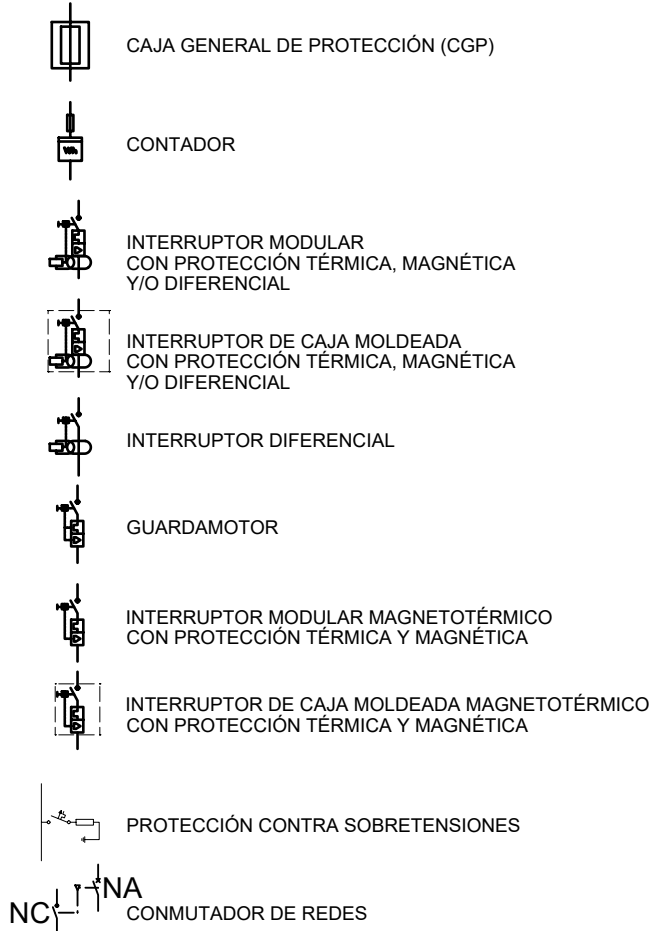 CAJA GENERAL DE PROTECCIÓN (CGP)
CONTADOR
INTERRUPTOR MODULAR
CON PROTECCIÓN TÉRMICA, MAGNÉTICA
Y/O DIFERENCIAL
INTERRUPTOR DE CAJA MOLDEADA
CON PROTECCIÓN TÉRMICA, MAGNÉTICA
Y/O DIFERENCIAL
INTERRUPTOR DIFERENCIAL
GUARDAMOTOR
INTERRUPTOR MODULAR MAGNETOTÉRMICO
CON PROTECCIÓN TÉRMICA Y MAGNÉTICA
INTERRUPTOR DE CAJA MOLDEADA MAGNETOTÉRMICO
CON PROTECCIÓN TÉRMICA Y MAGNÉTICA
PROTECCIÓN CONTRA SOBRETENSIONES
NA
NC
CONMUTADOR DE REDES